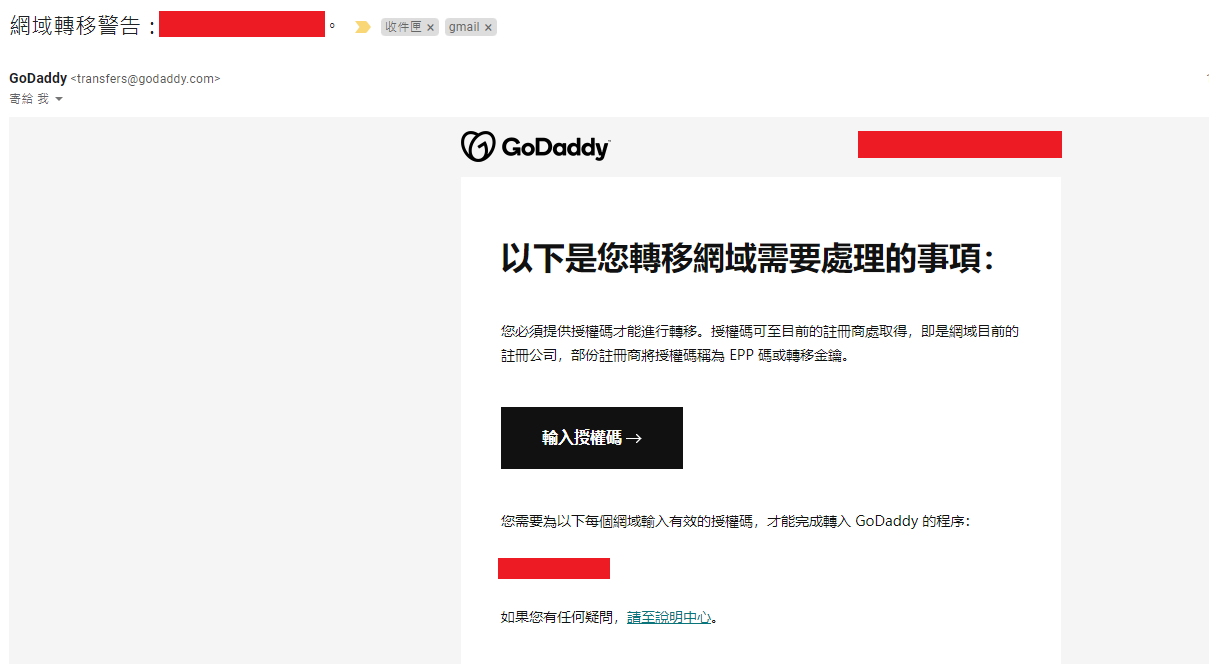 網域轉移警告：。 收件匣 × gmail ×
GoDaddy <transfers@godaddy.com>
寄給 我
GoDaddy
以下是您轉移網域需要處理的事項：
您必須提供授權碼才能進行轉移。授權碼可至目前的註冊商處取得，即是網域目前的
註冊公司，部份註冊商將授權碼稱為 EPP 碼或轉移金鑰。
輸入授權碼 →
您需要為以下每個網域輸入有效的授權碼，才能完成轉入 GoDaddy 的程序：
如果您有任何疑問，請至說明中心。